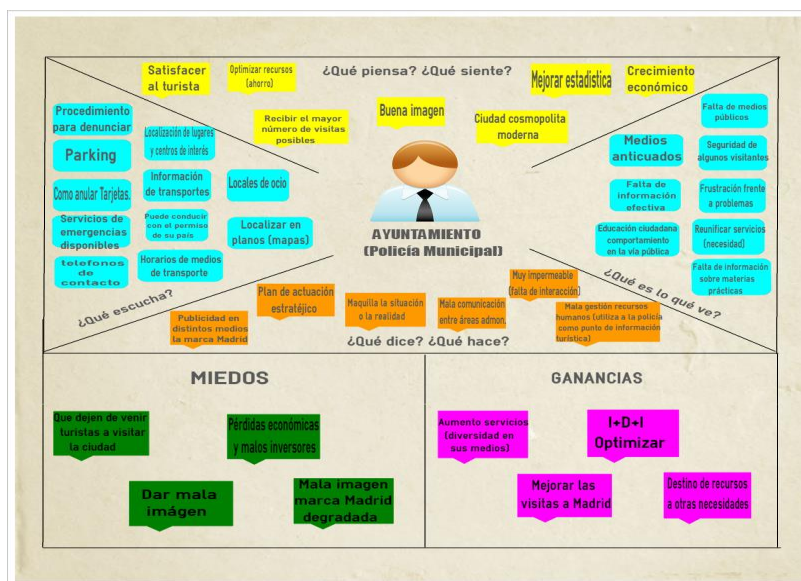 ¿Qué piensa? ¿Qué siente?
Satisfacer
al turista
Optimizar recursos
(ahorro)
Recibir el mayor
número de visitas
posibles
Buena imagen
Mejorar estadística
Crecimiento
económico
Ciudad cosmopolita
moderna
Procedimiento
para denunciar
Localización de lugares
y centros de interés
Parking
Información
de transportes
Locales de ocio
Como anular Tarjetas.
Puede conducir
con el permiso
de su país
Servicios de
emergencias
disponibles
Localizar en
planos (mapas)
telefonos
de
contacto
Horarios de medios
de transporte
¿Qué escucha?
AYUNTAMIENTO
(Policía Municipal)
Falta de medios
públicos
Medios
anticuados
Seguridad de
algunos visitantes
Falta de
información
efectiva
Frustración frente
a problemas
Educación ciudadana
comportamiento
en la vía pública
Reunificar servicios
(necesidad)
Falta de información
sobre materias
prácticas
¿Qué es lo qué ve?
Publicidad en
distintos medios
la marca Madrid
Plan de actuación
estratéjico
Maquilla la situación
o la realidad
Mala comunicación
entre áreas admon.
Muy impermeable
(falta de interacción)
Mala gestión recursos
humanos (utiliza a la policía
como punto de información
turística)
¿Qué dice? ¿Qué hace?
MIEDOS
Que dejen de venir
turistas a visitar
la ciudad
Pérdidas económicas
y malos inversores
Dar mala
imágen
Mala imagen
marca Madrid
degradada
GANANCIAS
Aumento servicios
(diversidad en
sus medios)
I+D+I
Optimizar
Mejorar las
visitas a Madrid
Destino de recursos
a otras necesidades